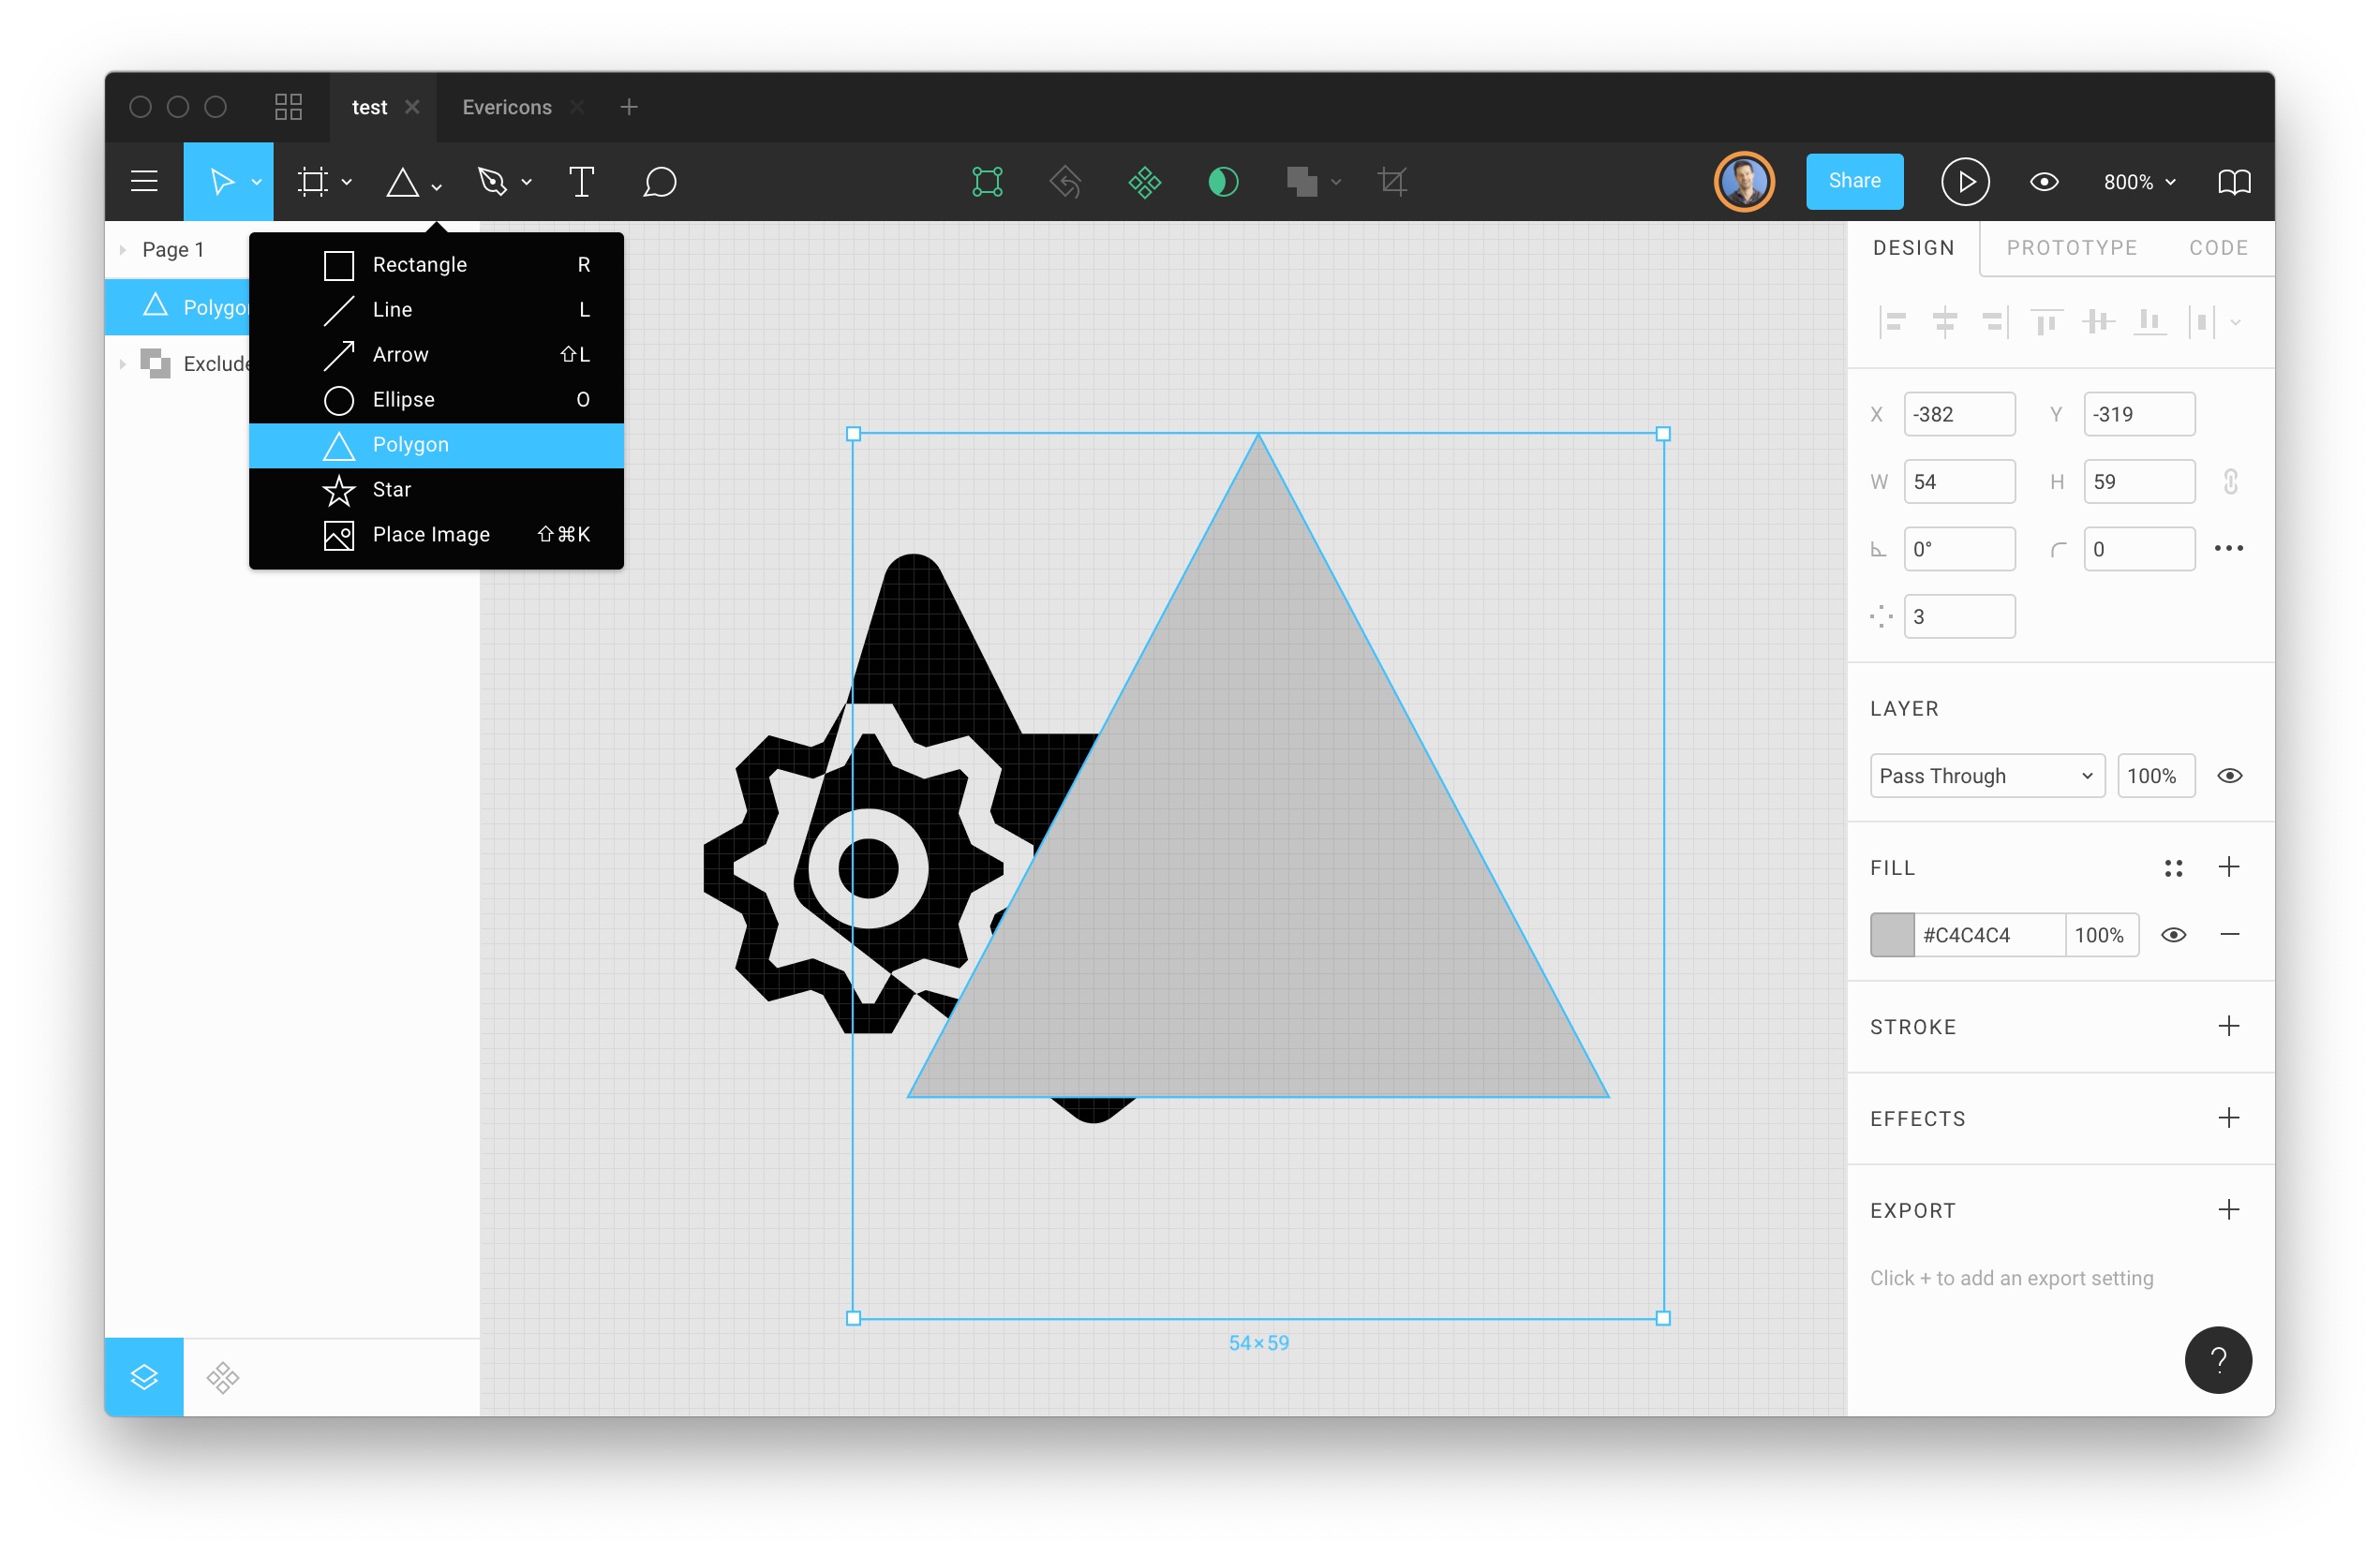 test Evericons
Share 800%
Page 1
Polygo
Exclude
Rectangle R
Line L
Arrow ⇧L
Ellipse O
Polygon
Star
Place Image ⇧⌘K
54×59
DESIGN PROTOTYPE CODE
X -382 Y -319
W 54 H 59
0° 0
3
LAYER
Pass Through 100%
FILL
#C4C4C4 100%
STROKE
EFFECTS
EXPORT
Click + to add an export setting
?